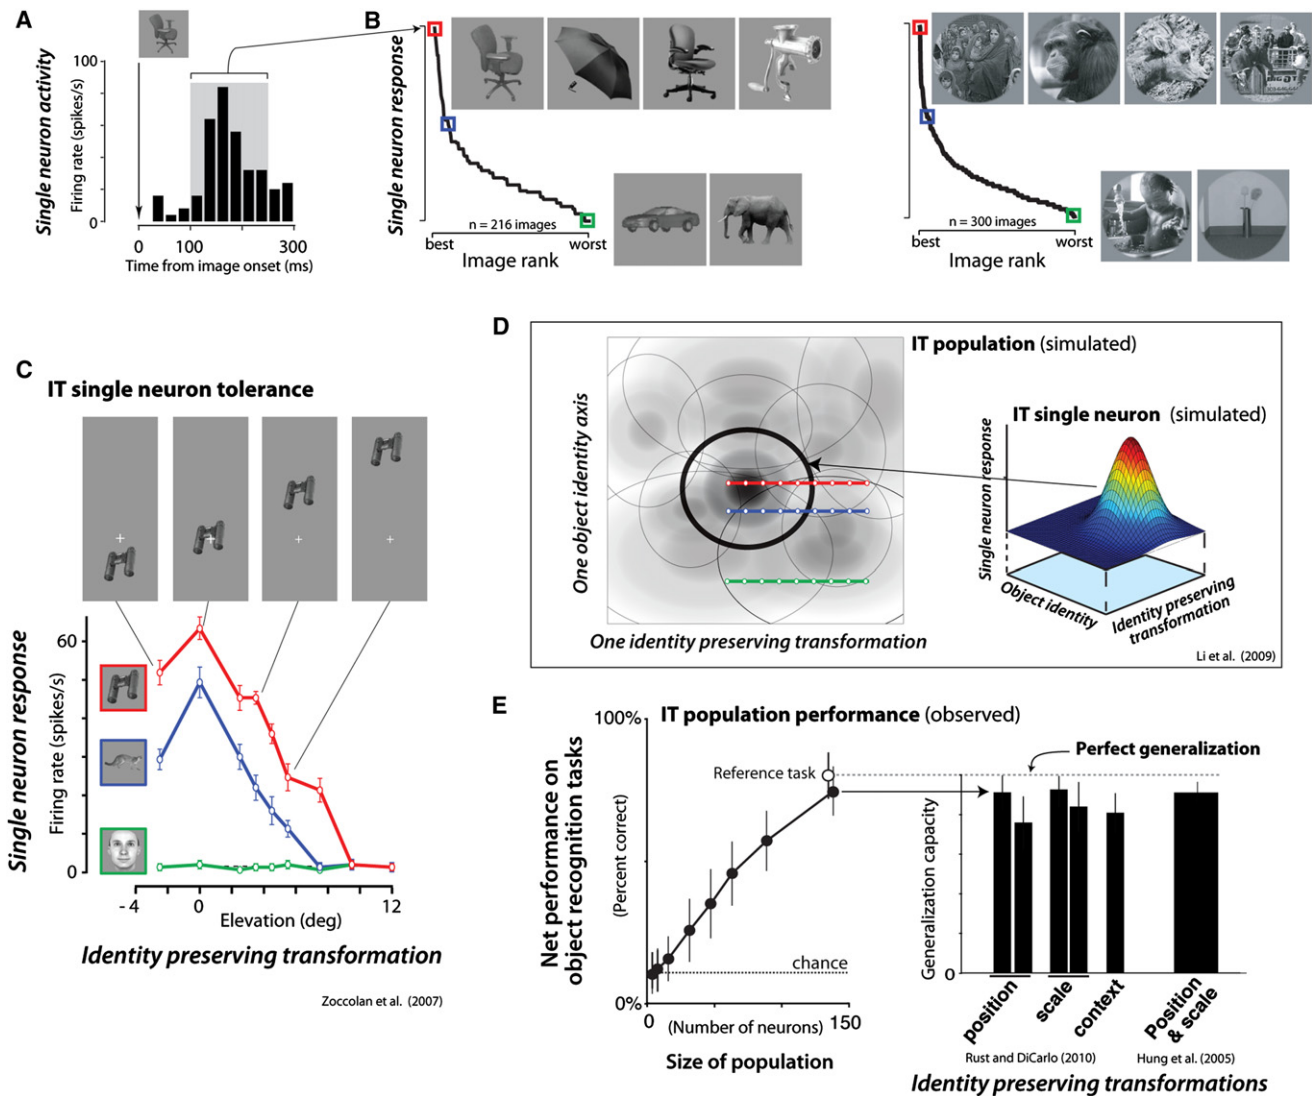 A
Single neuron activity
Firing rate (spikes/s)
100
0
0
100
300
Time from image onset (ms)
B
Single neuron response
n = 216 images
best
worst
Image rank
n = 300 images
best
worst
Image rank
C
IT single neuron tolerance
Single neuron response
Firing rate (spikes/s)
60
0
-4
0
12
Elevation (deg)
Identity preserving transformation
Zoccolan et al. (2007)
D
IT population (simulated)
One object identity axis
One identity preserving transformation
IT single neuron (simulated)
Single neuron response
Object identity
Identity preserving
transformation
Li et al. (2009)
E
IT population performance (observed)
Net performance on
object recognition tasks
(Percent correct)
100%
0%
Reference task
chance
0
(Number of neurons)
150
Size of population
Perfect generalization
Generalization capacity
0
position
scale
context
Position
& scale
Rust and DiCarlo (2010)
Hung et al. (2005)
Identity preserving transformations